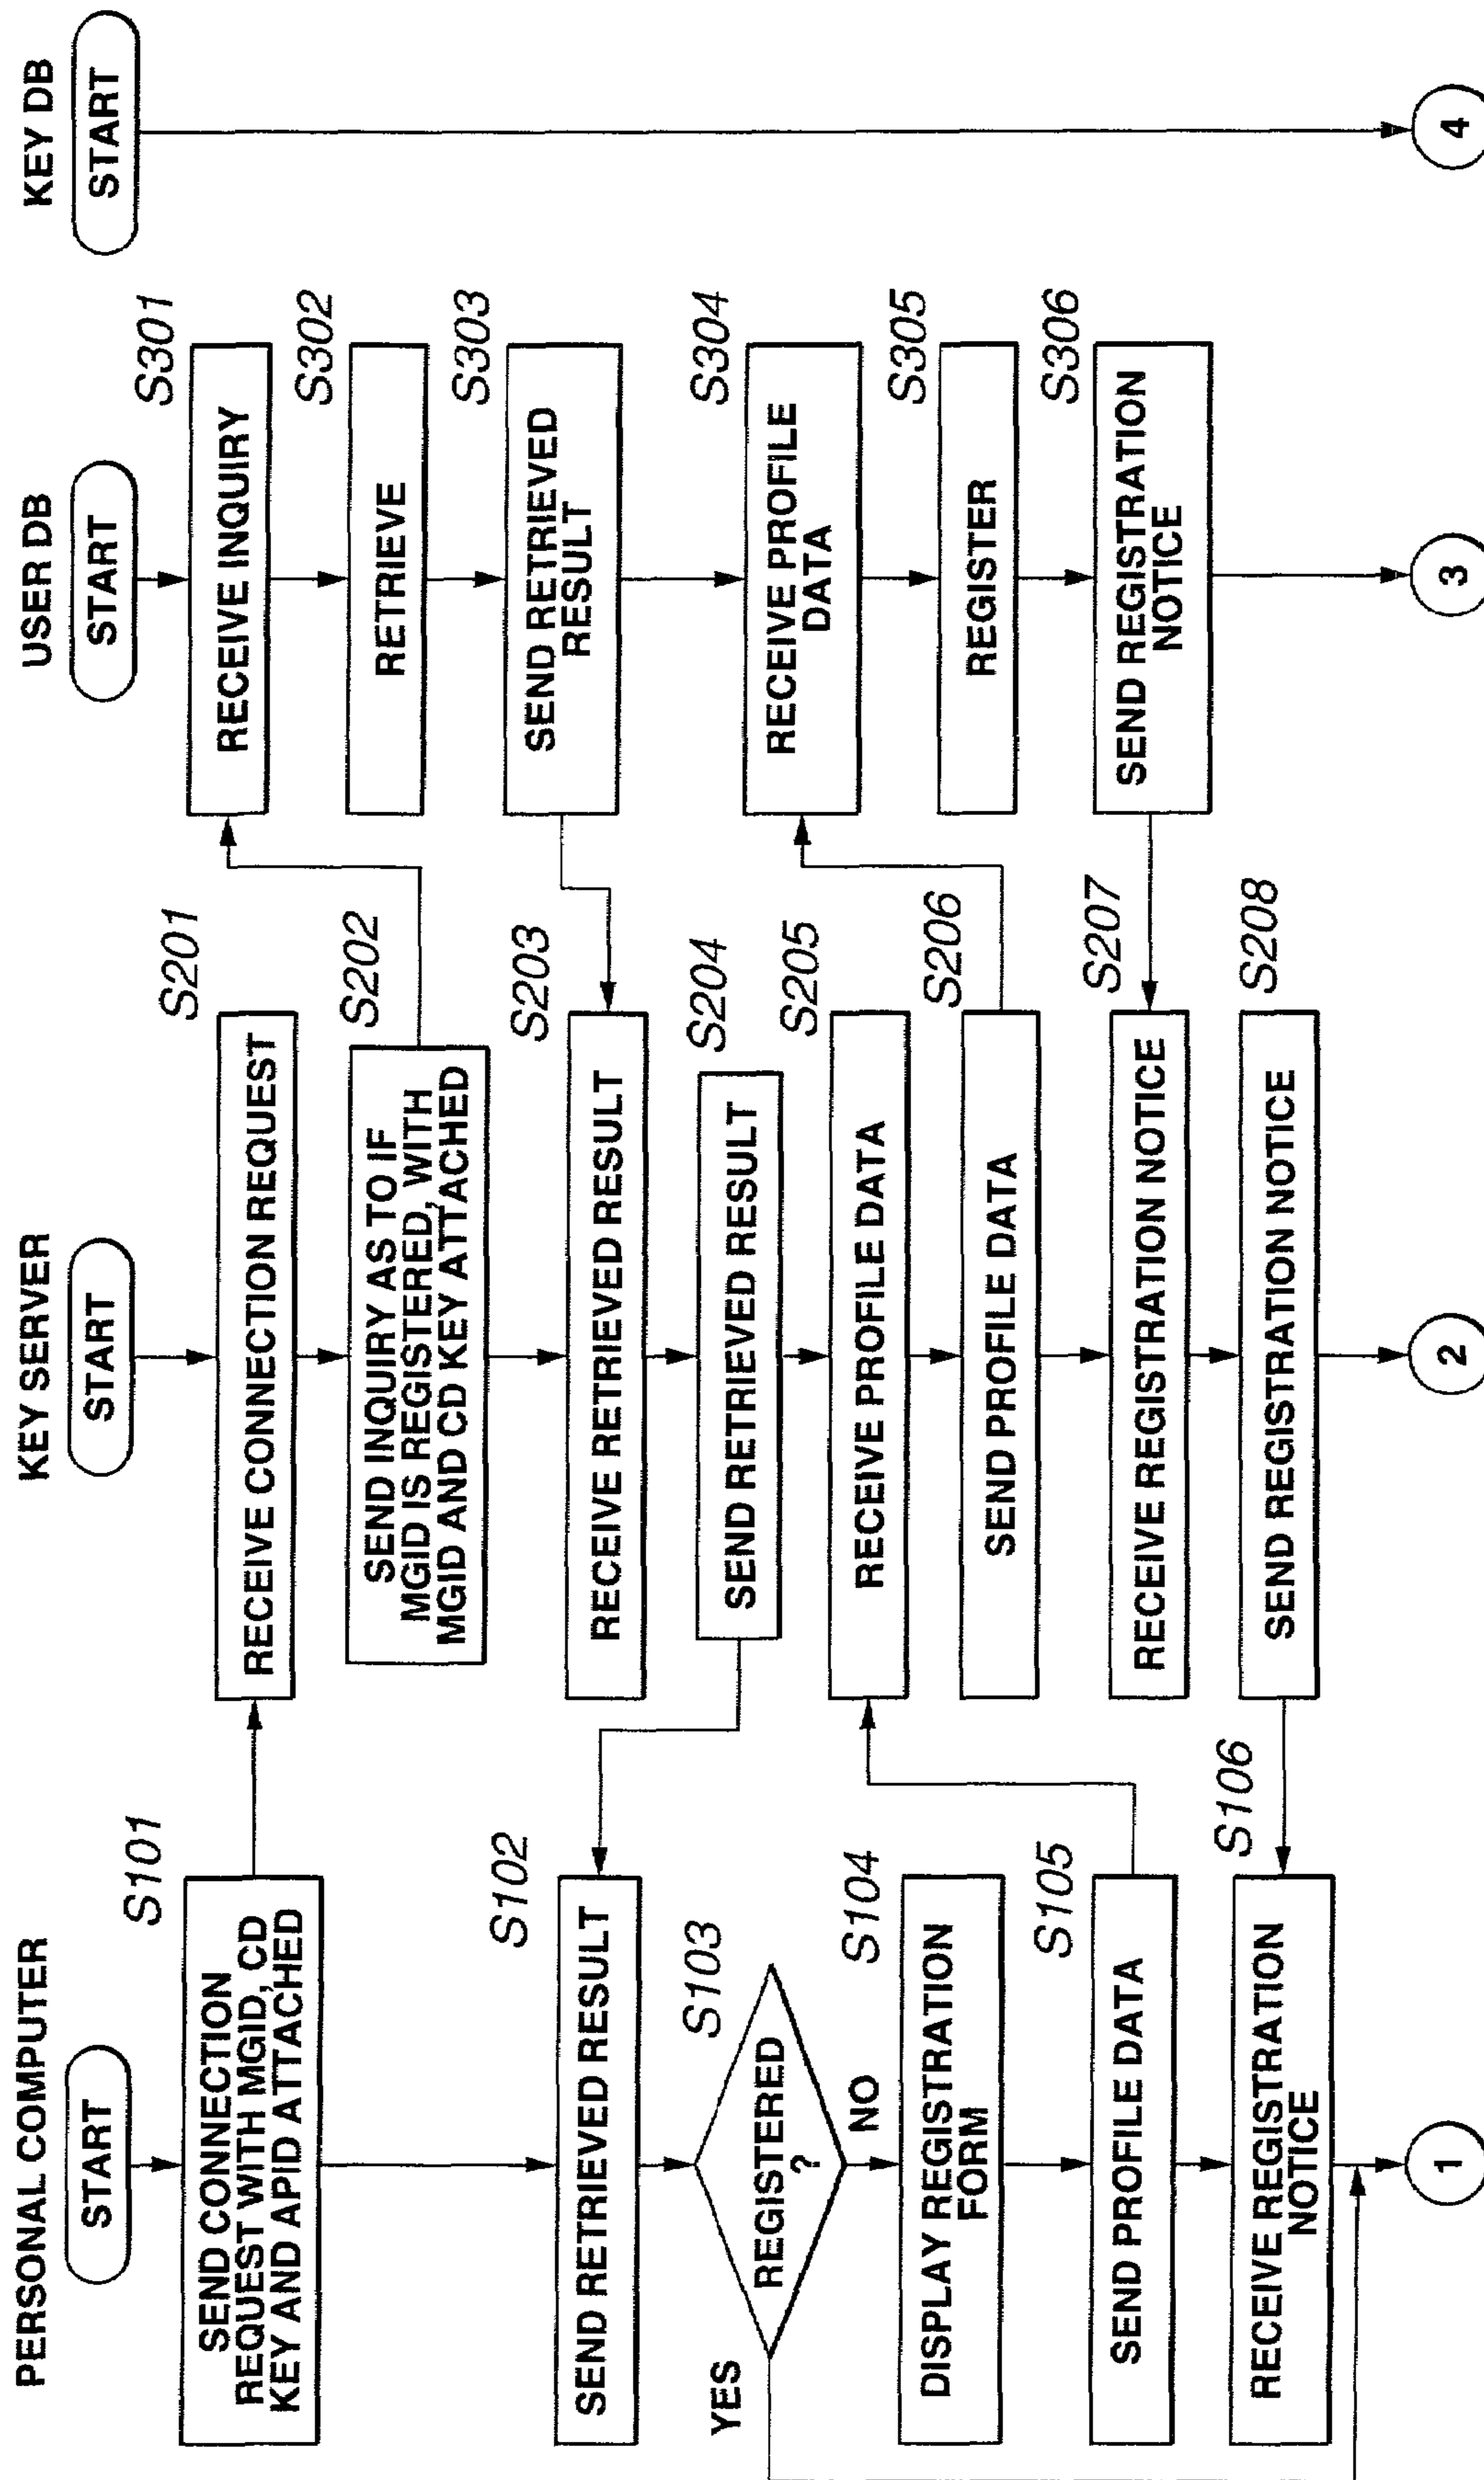 PERSONAL COMPUTER
START
S101
SEND CONNECTION
REQUEST WITH MGID, CD
KEY AND APID ATTACHED
S102
SEND RETRIEVED RESULT
S103
REGISTERED
?
YES
NO
S104
DISPLAY REGISTRATION
FORM
S105
SEND PROFILE DATA
S106
RECEIVE REGISTRATION
NOTICE
1
KEY SERVER
START
S201
RECEIVE CONNECTION REQUEST
S202
SEND INQUIRY AS TO IF
MGID IS REGISTERED, WITH
MGID AND CD KEY ATTACHED
S203
RECEIVE RETRIEVED RESULT
S204
SEND RETRIEVED RESULT
S205
RECEIVE PROFILE DATA
S206
SEND PROFILE DATA
S207
RECEIVE REGISTRATION NOTICE
S208
SEND REGISTRATION NOTICE
2
USER DB
START
S301
RECEIVE INQUIRY
S302
RETRIEVE
S303
SEND RETRIEVED
RESULT
S304
RECEIVE PROFILE
DATA
S305
REGISTER
S306
SEND REGISTRATION
NOTICE
3
KEY DB
START
4